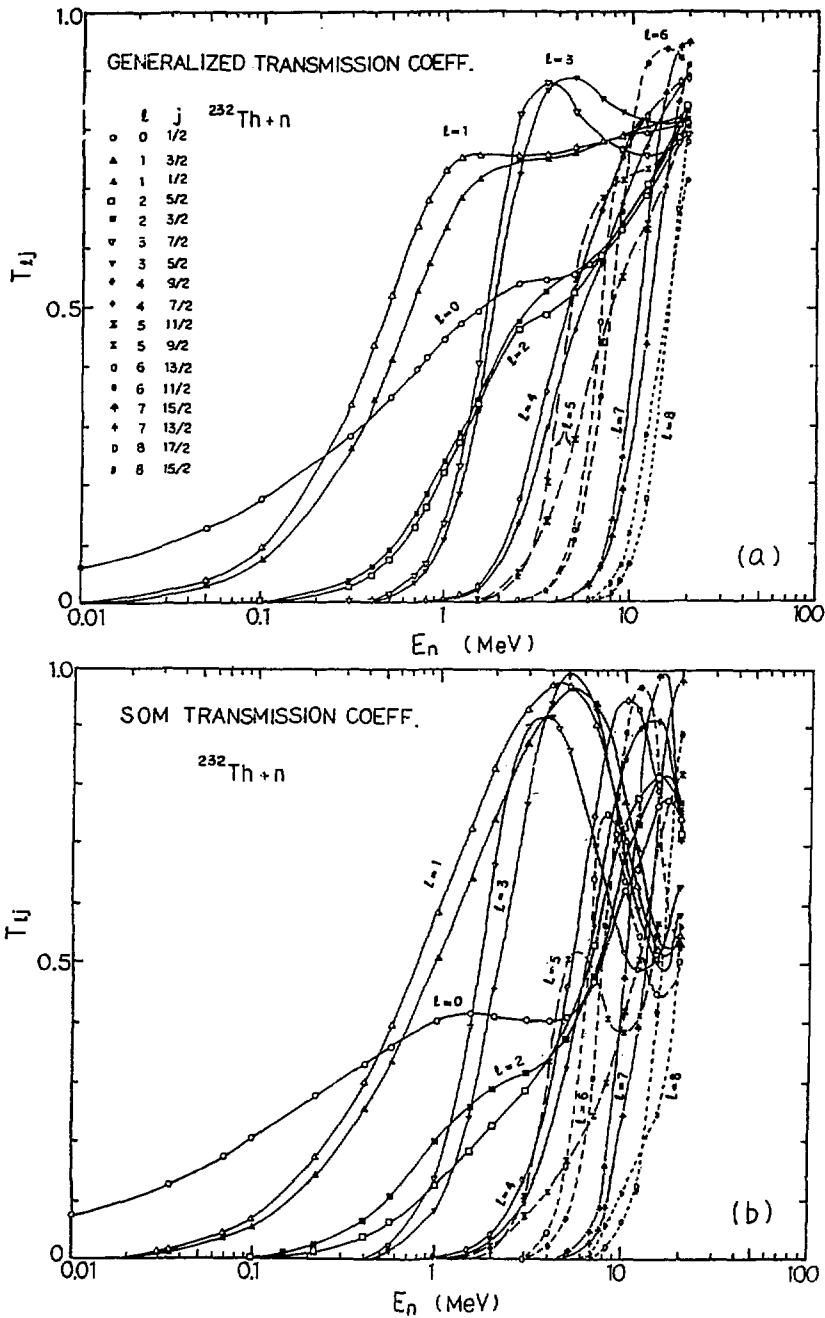 1.0
GENERALIZED TRANSMISSION COEFF.
ℓ j ²³²Th+n
0 1/2
1 3/2
1 1/2
2 5/2
2 3/2
3 7/2
3 5/2
4 9/2
4 7/2
5 11/2
5 9/2
6 13/2
6 11/2
7 15/2
7 13/2
8 17/2
8 15/2
ℓ=6
ℓ=3
ℓ=1
Tℓj
0.5
ℓ=0
ℓ=2
ℓ=4
ℓ=5
ℓ=7
ℓ=8
(a)
0
0.01 0.1 1 10 100
En (MeV)
1.0
SOM TRANSMISSION COEFF.
²³²Th+n
ℓ=1
ℓ=3
Tℓj
0.5
ℓ=0
ℓ=5
ℓ=2
ℓ=6
ℓ=7
ℓ=8
ℓ=4
(b)
0
0.01 0.1 1 10 100
En (MeV)